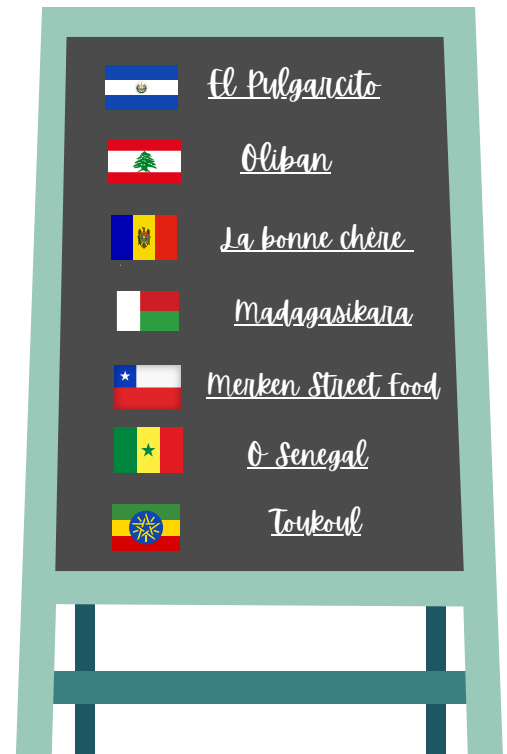 El Pulgarcito
Oliban
La bonne chère
Madagasikara
Merken Street Food
O Senegal
Toukoul